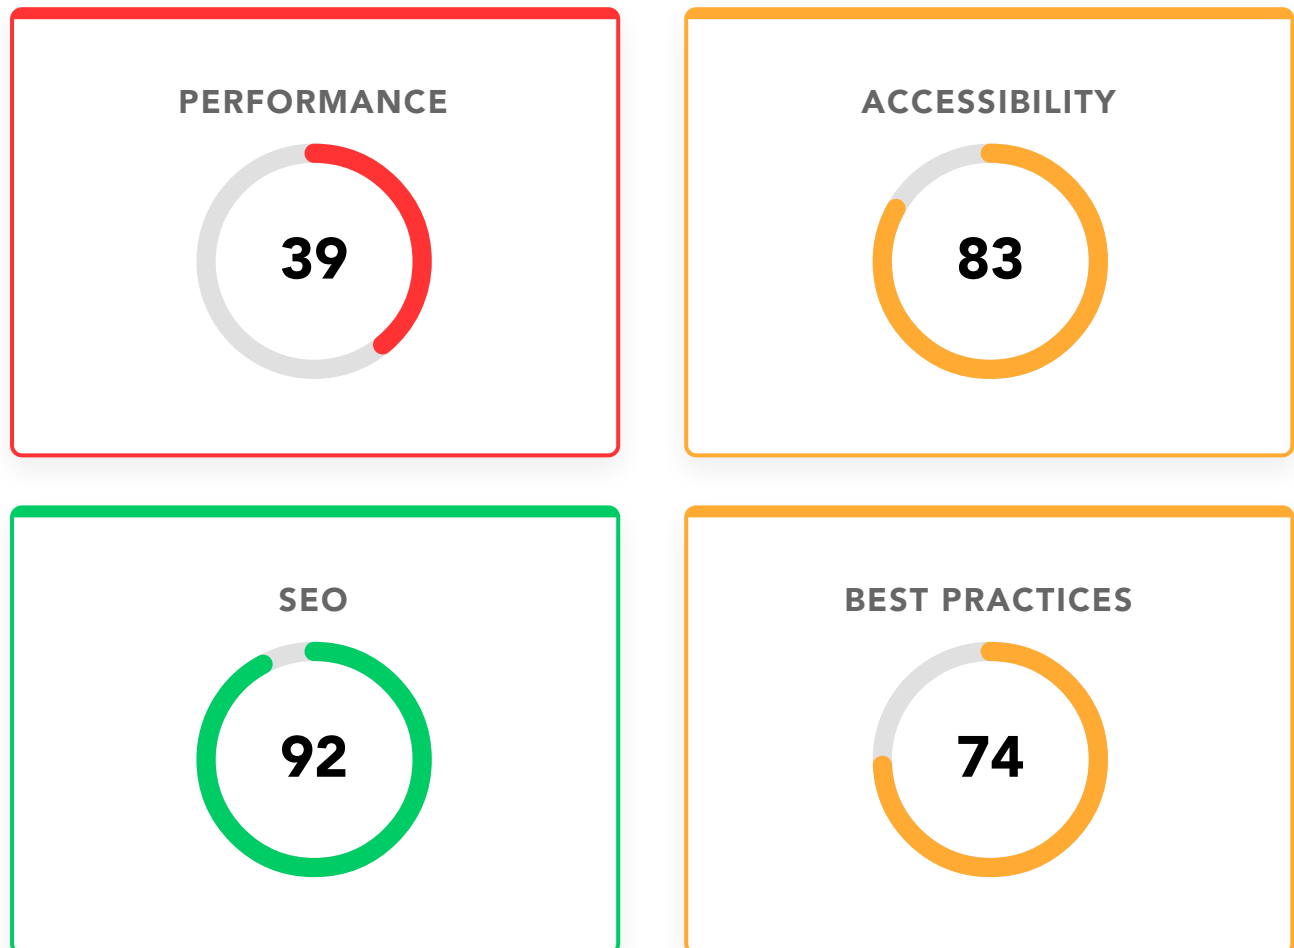 PERFORMANCE
39
ACCESSIBILITY
83
SEO
92
BEST PRACTICES
74